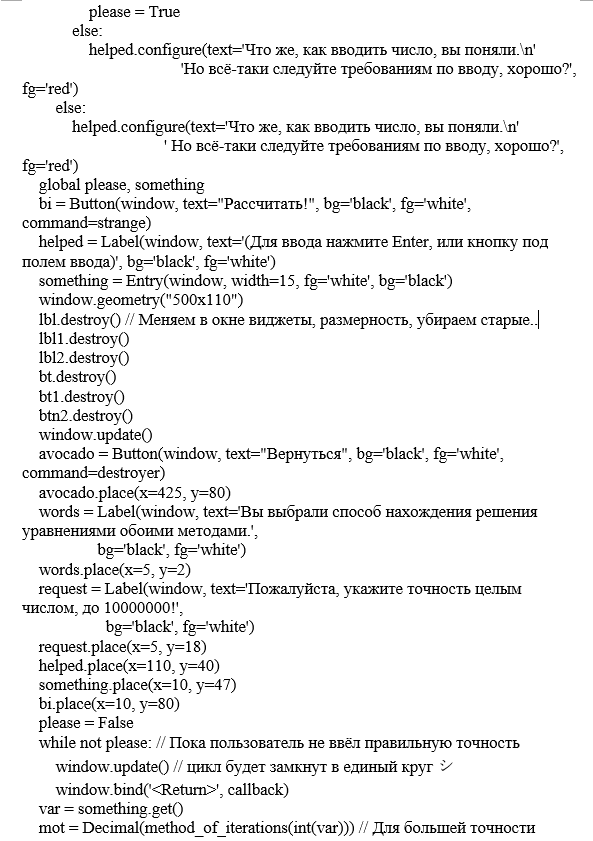 please = True
else:
helped.configure(text='Что же, как вводить число, вы поняли.\n'
'Но всё-таки следуйте требованиям по вводу, хорошо?',
fg='red')
else:
helped.configure(text='Что же, как вводить число, вы поняли.\n'
' Но всё-таки следуйте требованиям по вводу, хорошо?',
fg='red')
global please, something
bi = Button(window, text="Рассчитать!", bg='black', fg='white',
command=strange)
helped = Label(window, text='(Для ввода нажмите Enter, или кнопку под
полем ввода)', bg='black', fg='white')
something = Entry(window, width=15, fg='white', bg='black')
window.geometry("500x110")
lbl.destroy() // Меняем в окне виджеты, размерность, убираем старые..
lbl1.destroy()
lbl2.destroy()
bt.destroy()
bt1.destroy()
btn2.destroy()
window.update()
avocado = Button(window, text="Вернуться", bg='black', fg='white',
command=destroyer)
avocado.place(x=425, y=80)
words = Label(window, text='Вы выбрали способ нахождения решения
уравнениями обоими методами.',
bg='black', fg='white')
words.place(x=5, y=2)
request = Label(window, text='Пожалуйста, укажите точность целым
числом, до 10000000!',
bg='black', fg='white')
request.place(x=5, y=18)
helped.place(x=110, y=40)
something.place(x=10, y=47)
bi.place(x=10, y=80)
please = False
while not please: // Пока пользователь не ввёл правильную точность
window.update() // цикл будет замкнут в единый круг シ
window.bind('<Return>', callback)
var = something.get()
mot = Decimal(method_of_iterations(int(var))) // Для большей точности